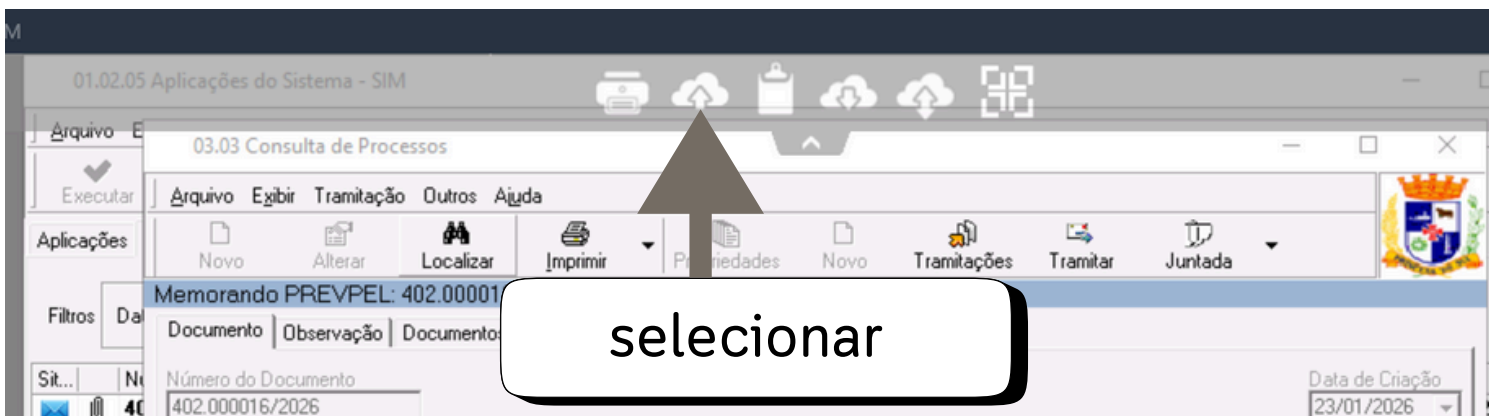 M
01.02.05 Aplicações do Sistema - SIM
Arquivo
03.03 Consulta de Processos
Executar
Arquivo Exibir Tramitação Outros Ajuda
Aplicações
Novo Alterar Localizar Imprimir Novo Tramitações Tramitar Juntada
Memorando PREVPEL: 402.00001
Filtros
Documento Observação Documentos
selecionar
Sit...
Número do Documento Data de Criação
402.000016/2026 23/01/2026